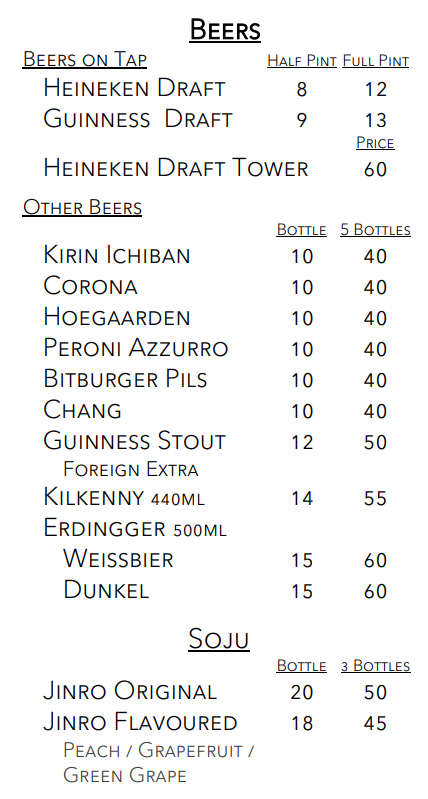 Beers
Beers on Tap Half Pint Full Pint
Heineken Draft 8 12
Guinness Draft 9 13
Price
Heineken Draft Tower 60
Other Beers
Bottle 5 Bottles
Kirin Ichiban 10 40
Corona 10 40
Hoegaarden 10 40
Peroni Azzurro 10 40
Bitburger Pils 10 40
Chang 10 40
Guinness Stout 12 50
Foreign Extra
Kilkenny 440ml 14 55
Erdingger 500ml
Weissbier 15 60
Dunkel 15 60
Soju
Bottle 3 Bottles
Jinro Original 20 50
Jinro Flavoured 18 45
Peach / Grapefruit /
Green Grape